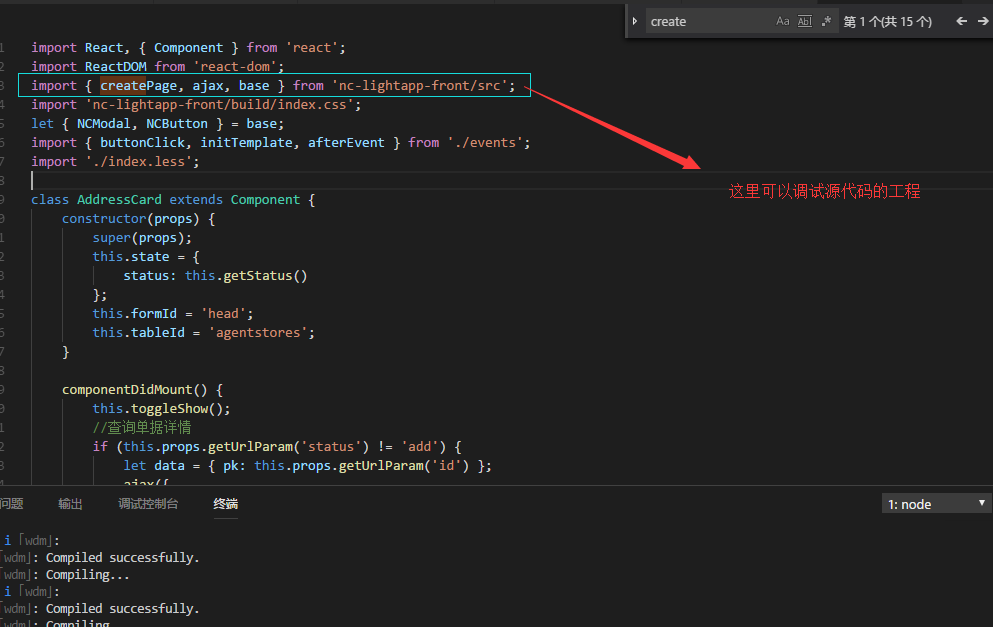 create Aa Abl .* 第 1 个(共 15 个)
import React, { Component } from 'react';
import ReactDOM from 'react-dom';
import { createPage, ajax, base } from 'nc-lightapp-front/src';
import 'nc-lightapp-front/build/index.css';
let { NCModal, NCButton } = base;
import { buttonClick, initTemplate, afterEvent } from './events';
import './index.less';
这里可以调试源代码的工程
class AddressCard extends Component {
constructor(props) {
super(props);
this.state = {
status: this.getStatus()
};
this.formId = 'head';
this.tableId = 'agentstores';
}
componentDidMount() {
this.toggleShow();
//查询单据详情
if (this.props.getUrlParam('status') != 'add') {
let data = { pk: this.props.getUrlParam('id') };
ajax({
问题 输出 调试控制台 终端 1: node
i ｢wdm｣:
｢wdm｣: Compiled successfully.
｢wdm｣: Compiling...
i ｢wdm｣:
｢wdm｣: Compiled successfully.
｢wdm｣: Compiling